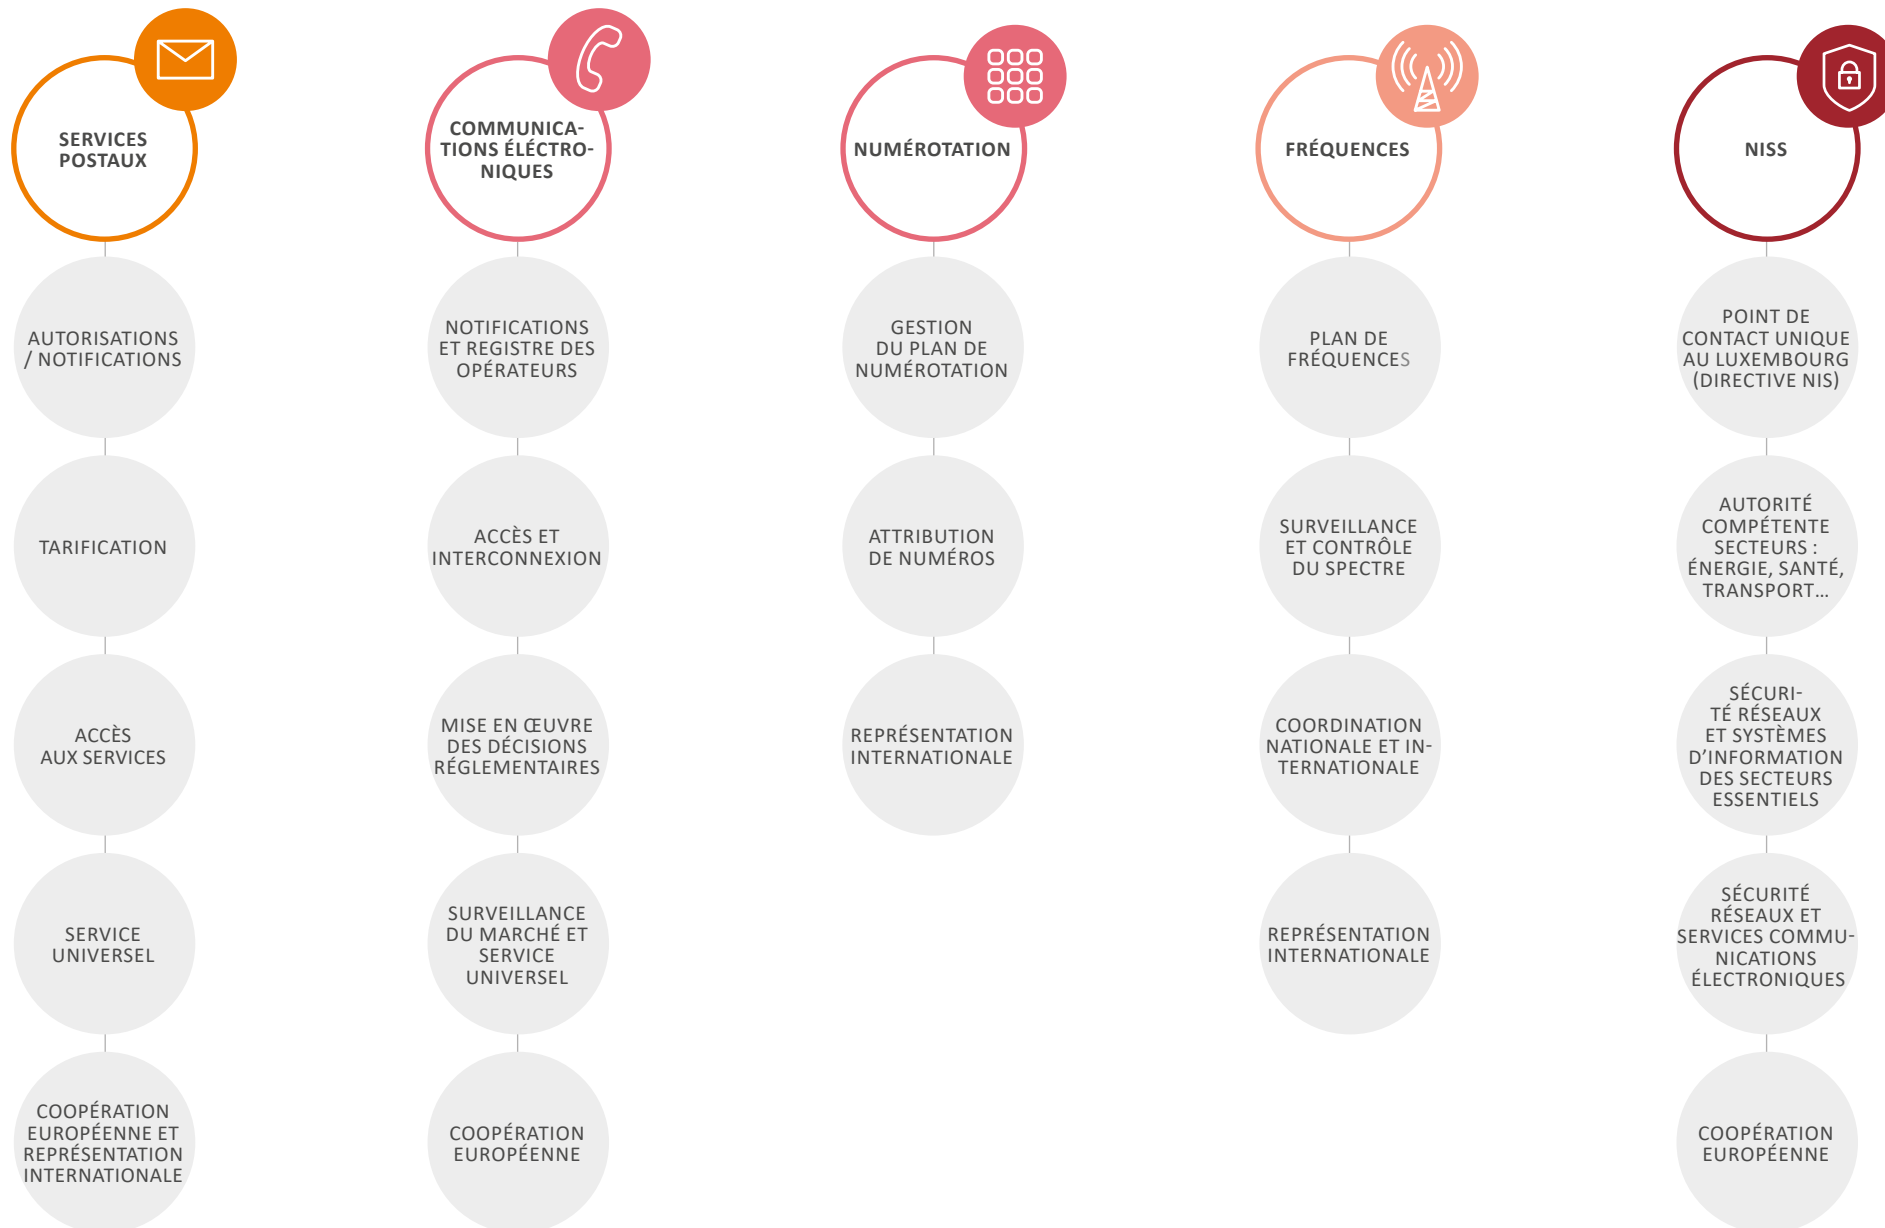 SERVICES
POSTAUX
AUTORISATIONS
/ NOTIFICATIONS
TARIFICATION
ACCÈS
AUX SERVICES
SERVICE
UNIVERSEL
COOPÉRATION
EUROPÉENNE ET
REPRÉSENTATION
INTERNATIONALE
COMMUNICA-
TIONS ÉLÉCTRO-
NIQUES
NOTIFICATIONS
ET REGISTRE DES
OPÉRATEURS
ACCÈS ET
INTERCONNEXION
MISE EN ŒUVRE
DES DÉCISIONS
RÉGLEMENTAIRES
SURVEILLANCE
DU MARCHÉ ET
SERVICE
UNIVERSEL
COOPÉRATION
EUROPÉENNE
NUMÉROTATION
GESTION
DU PLAN DE
NUMÉROTATION
ATTRIBUTION
DE NUMÉROS
REPRÉSENTATION
INTERNATIONALE
FRÉQUENCES
PLAN DE
FRÉQUENCES
SURVEILLANCE
ET CONTRÔLE
DU SPECTRE
COORDINATION
NATIONALE ET IN-
TERNATIONALE
REPRÉSENTATION
INTERNATIONALE
NISS
POINT DE
CONTACT UNIQUE
AU LUXEMBOURG
(DIRECTIVE NIS)
AUTORITÉ
COMPÉTENTE
SECTEURS :
ÉNERGIE, SANTÉ,
TRANSPORT…
SÉCURI-
TÉ RÉSEAUX
ET SYSTÈMES
D’INFORMATION
DES SECTEURS
ESSENTIELS
SÉCURITÉ
RÉSEAUX ET
SERVICES COMMU-
NICATIONS
ÉLECTRONIQUES
COOPÉRATION
EUROPÉENNE